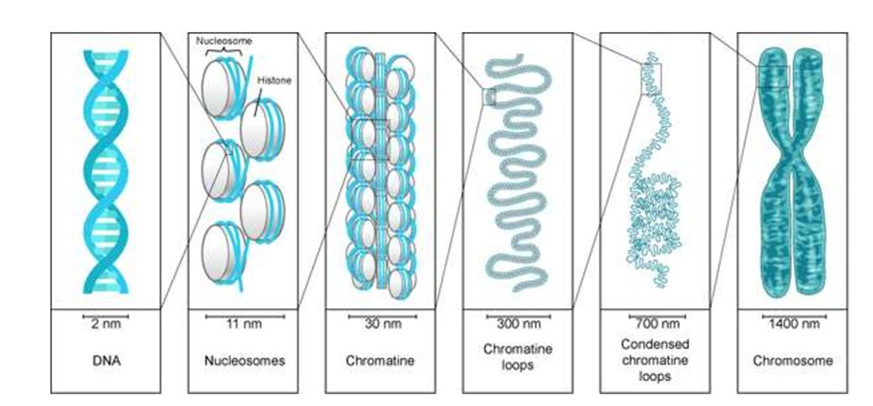 Nucleosome
Histone
2 nm
11 nm
30 nm
300 nm
700 nm
1400 nm
DNA
Nucleosomes
Chromatine
Chromatine
loops
Condensed
chromatine
loops
Chromosome